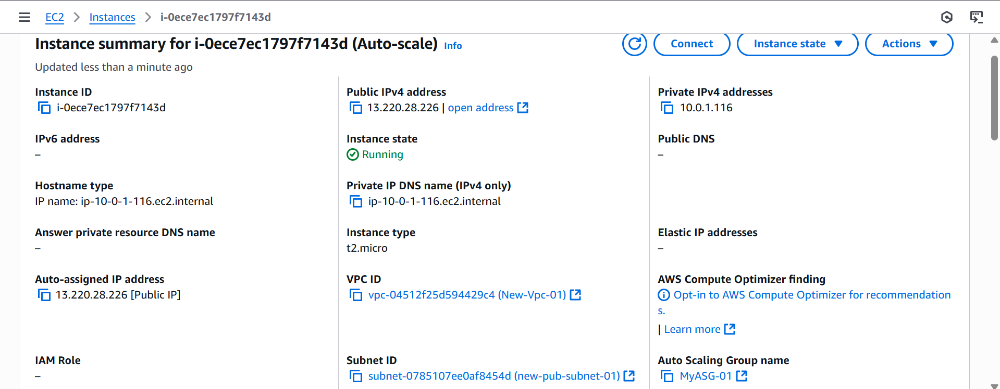 EC2 > Instances > i-0ece7ec1797f7143d
Instance summary for i-0ece7ec1797f7143d (Auto-scale) Info
Connect
Instance state
Actions
Updated less than a minute ago
Instance ID
i-0ece7ec1797f7143d
Public IPv4 address
13.220.28.226 | open address
Private IPv4 addresses
10.0.1.116
IPv6 address
–
Instance state
Running
Public DNS
–
Hostname type
IP name: ip-10-0-1-116.ec2.internal
Private IP DNS name (IPv4 only)
ip-10-0-1-116.ec2.internal
Answer private resource DNS name
–
Instance type
t2.micro
Elastic IP addresses
–
Auto-assigned IP address
13.220.28.226 [Public IP]
VPC ID
vpc-04512f25d594429c4 (New-Vpc-01)
AWS Compute Optimizer finding
Opt-in to AWS Compute Optimizer for recommendation
s.
| Learn more
IAM Role
–
Subnet ID
subnet-0785107ee0af8454d (new-pub-subnet-01)
Auto Scaling Group name
MyASG-01